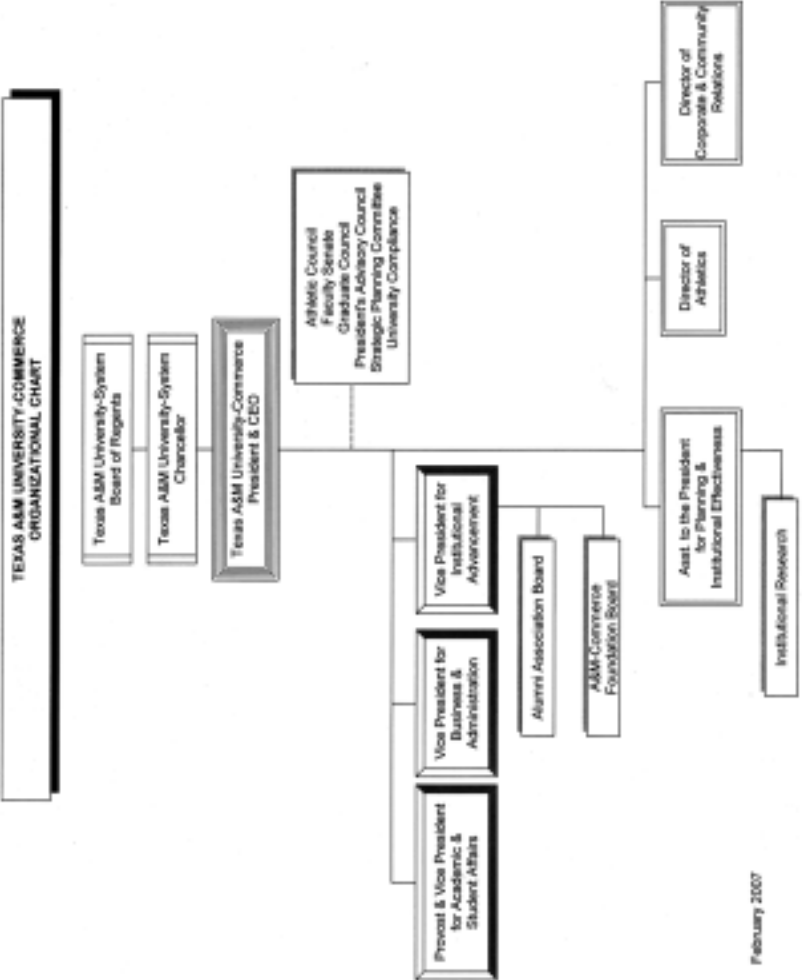 TEXAS A&M UNIVERSITY-COMMERCE
ORGANIZATIONAL CHART
Texas A&M University-System
Board of Regents
Texas A&M University-System
Chancellor
Texas A&M University-Commerce
President & CEO
Athletic Council
Faculty Senate
Graduate Council
President's Advisory Council
Strategic Planning Committee
University Compliance
Provost & Vice President
for Academic &
Student Affairs
Vice President for
Business &
Administration
Vice President for
Institutional
Advancement
Alumni Association Board
A&M-Commerce
Foundation Board
Asst. to the President
for Planning &
Institutional Effectiveness
Director of
Athletics
Director of
Corporate & Community
Relations
Institutional Research
February 2007